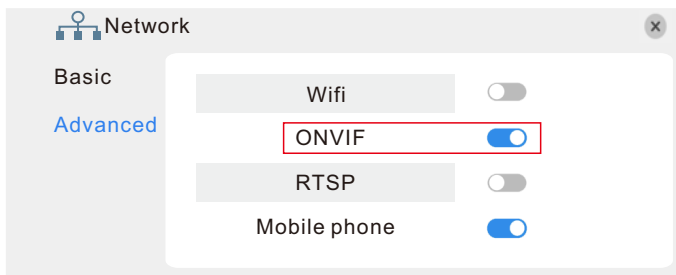 Network
Basic
Advanced
Wifi
ONVIF
RTSP
Mobile phone